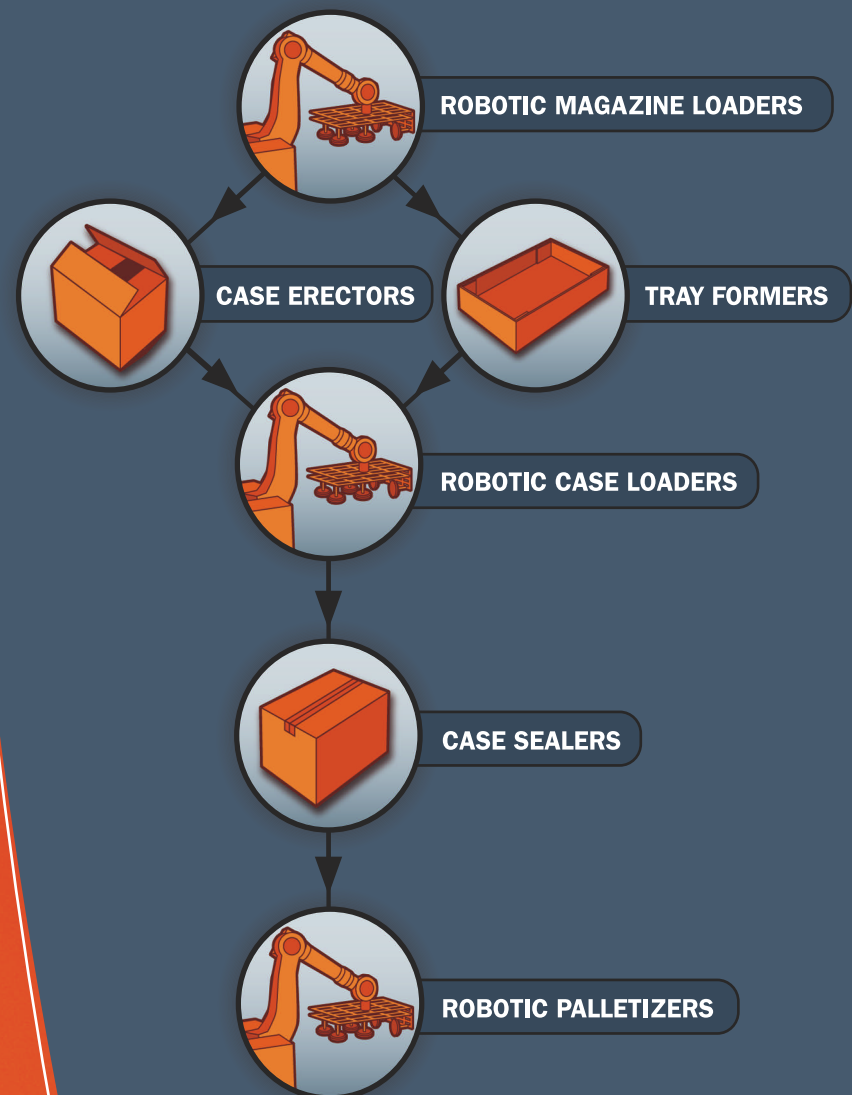 ROBOTIC MAGAZINE LOADERS
CASE ERECTORS
TRAY FORMERS
ROBOTIC CASE LOADERS
CASE SEALERS
ROBOTIC PALLETIZERS